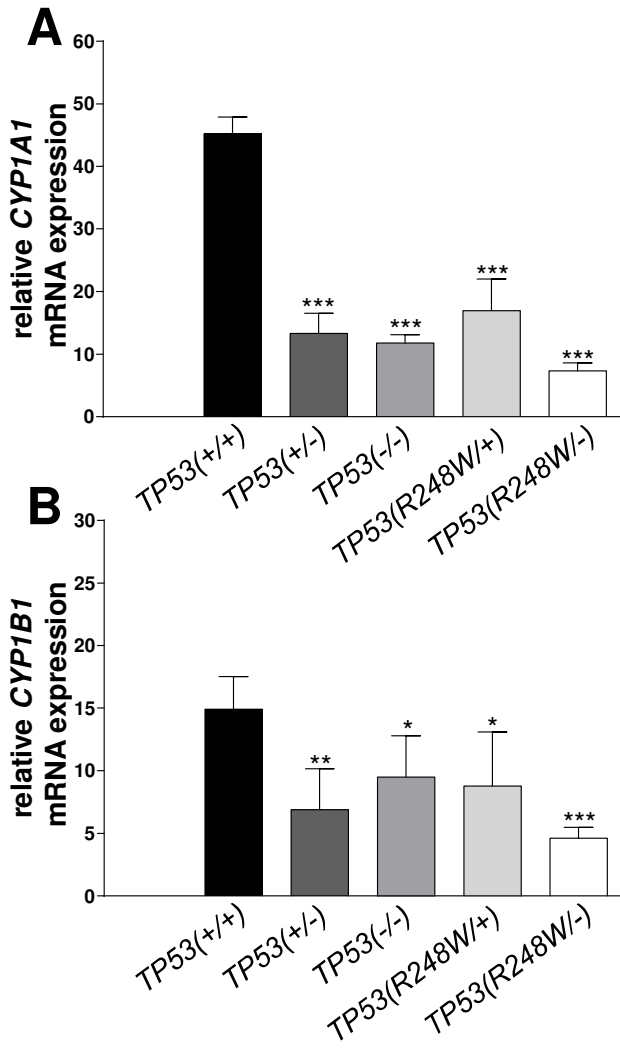 A
relative CYP1A1
mRNA expression
60
50
40
30
20
10
0
***
***
***
***
TP53(+/+)
TP53(+/-)
TP53(-/-)
TP53(R248W/+)
TP53(R248W/-)
B
relative CYP1B1
mRNA expression
30
25
20
15
10
5
0
**
*
*
***
TP53(+/+)
TP53(+/-)
TP53(-/-)
TP53(R248W/+)
TP53(R248W/-)